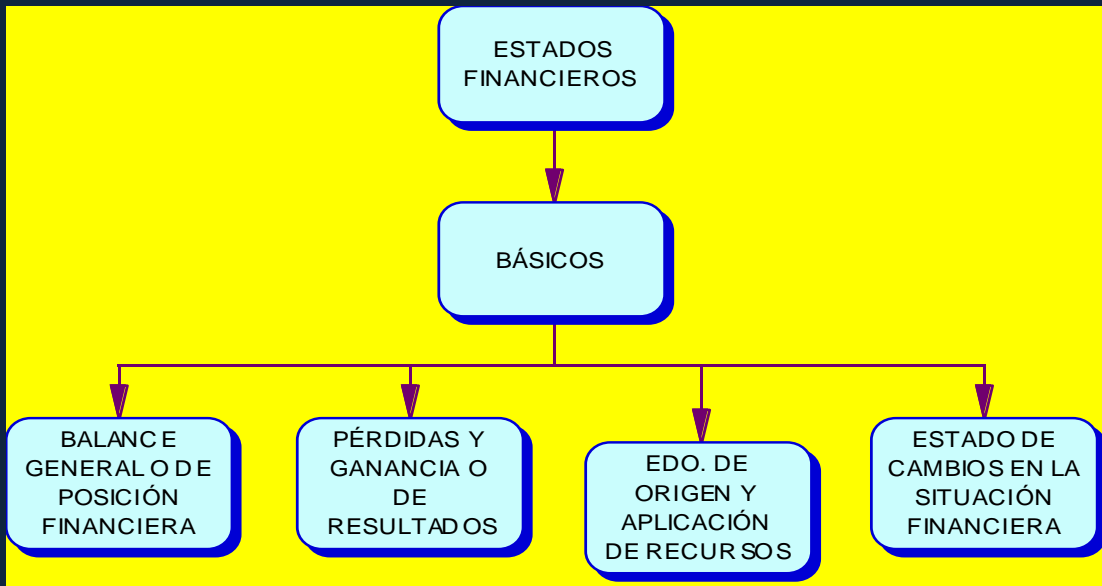 ESTADOS
FINANCIEROS
BÁSICOS
BALANCE
GENERAL O DE
POSICIÓN
FINANCIERA
PÉRDIDAS Y
GANANCIA O
DE
RESULTADOS
EDO. DE
ORIGEN Y
APLICACIÓN
DE RECURSOS
ESTADO DE
CAMBIOS EN LA
SITUACIÓN
FINANCIERA